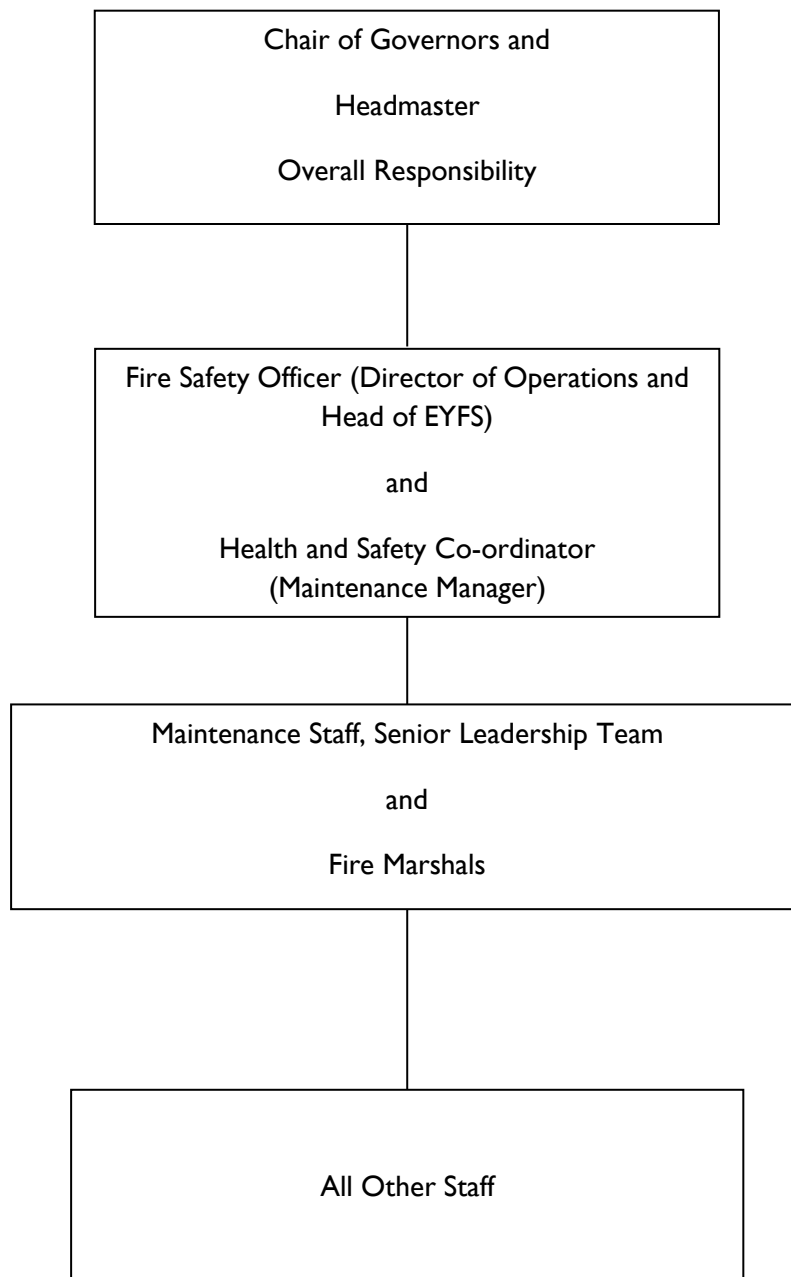 Chair of Governors and
Headmaster
Overall Responsibility
Fire Safety Officer (Director of Operations and
Head of EYFS)
and
Health and Safety Co-ordinator
(Maintenance Manager)
Maintenance Staff, Senior Leadership Team
and
Fire Marshals
All Other Staff